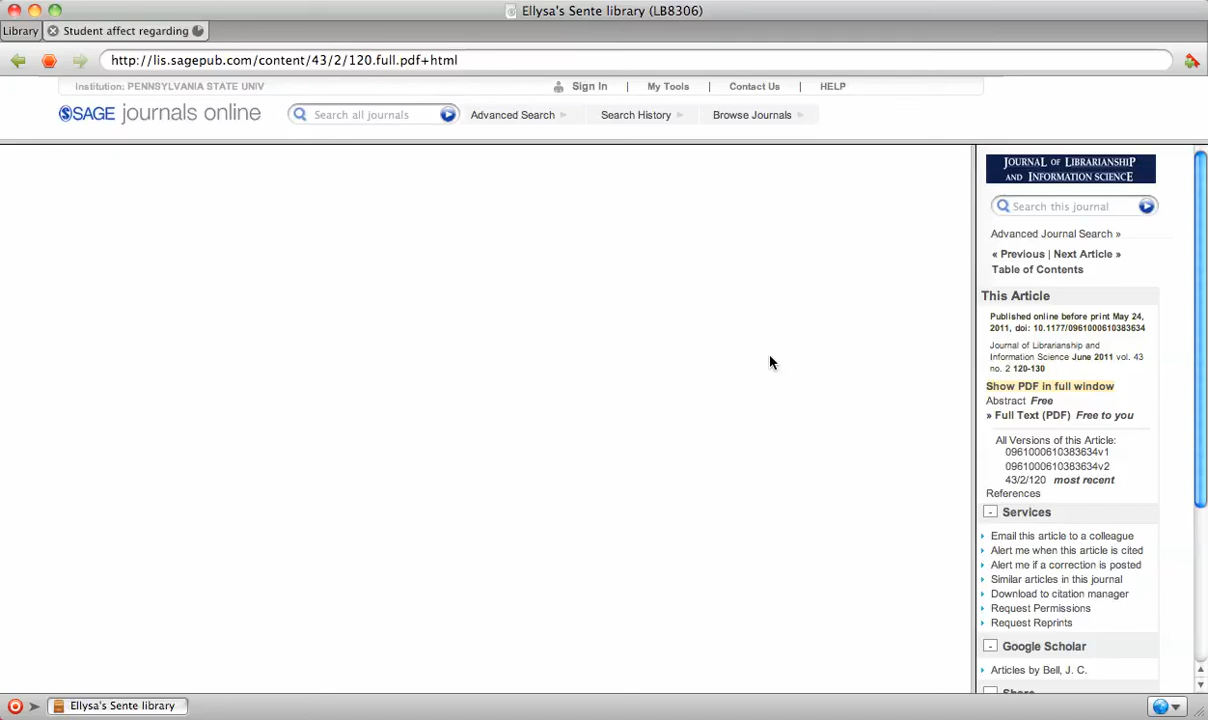 Ellysa's Sente library (LB8306)
Library
Student affect regarding
http://lis.sagepub.com/content/43/2/120.full.pdf+html
Institution: PENNSYLVANIA STATE UNIV
Sign In | My Tools | Contact Us | HELP
SAGE journals online
Search all journals
Advanced Search
Search History
Browse Journals
JOURNAL OF LIBRARIANSHIP
AND INFORMATION SCIENCE
Search this journal
Advanced Journal Search »
« Previous | Next Article »
Table of Contents
This Article
Published online before print May 24,
2011, doi: 10.1177/0961000610383634
Journal of Librarianship and
Information Science June 2011 vol. 43
no. 2 120-130
Show PDF in full window
Abstract Free
» Full Text (PDF) Free to you
All Versions of this Article:
0961000610383634v1
0961000610383634v2
43/2/120 most recent
References
- Services
Email this article to a colleague
Alert me when this article is cited
Alert me if a correction is posted
Similar articles in this journal
Download to citation manager
Request Permissions
Request Reprints
- Google Scholar
Articles by Bell, J. C.
- Share
Ellysa's Sente library